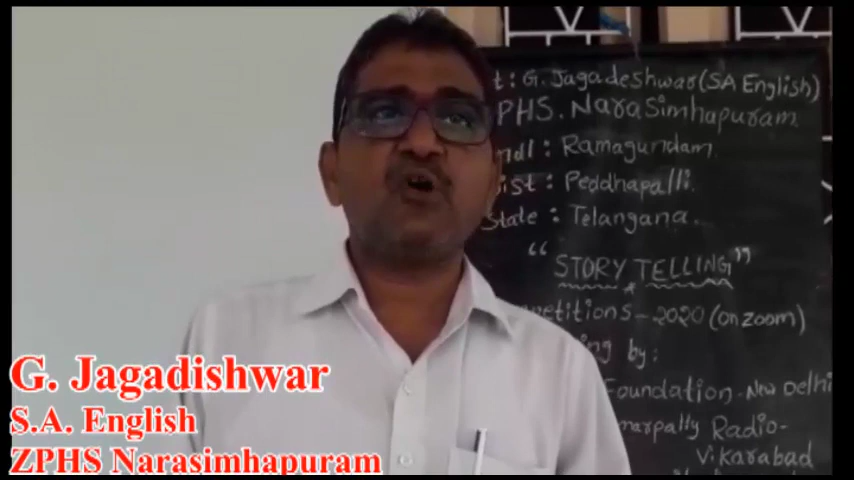 t: G. Jagadeshwar (SA English)
PHS. NaraSimhapuram.
ndl : Ramagundam.
ist : Peddhapalli.
State : Telangana..
"STORY TELLING"
petitions - 2020 (on zoom)
ing by:
Foundation - New Delhi
marpally Radio -
Vikarabad
G. Jagadishwar
S.A. English
ZPHS Narasimhapuram